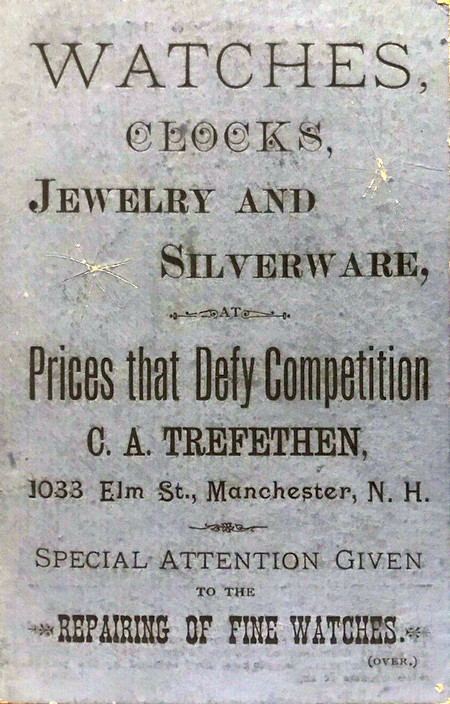 WATCHES,
CLOCKS,
JEWELRY AND
SILVERWARE,
AT
Prices that Defy Competition
C. A. TREFETHEN,
1033 Elm St., Manchester, N. H.
SPECIAL ATTENTION GIVEN
TO THE
REPAIRING OF FINE WATCHES.
(OVER.)